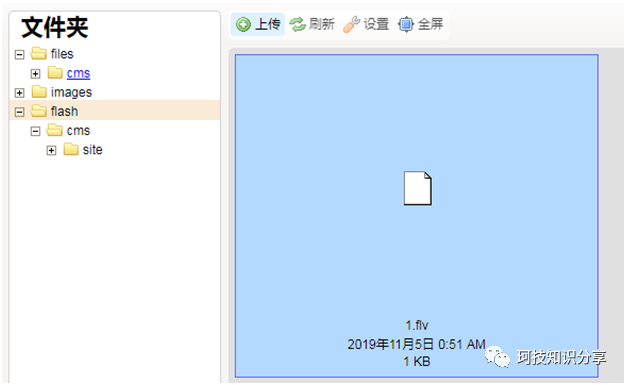 文件夹
files
cms
images
flash
cms
site
上传 刷新 设置 全屏
1.flv
2019年11月5日 0:51 AM
1 KB
珂技知识分享